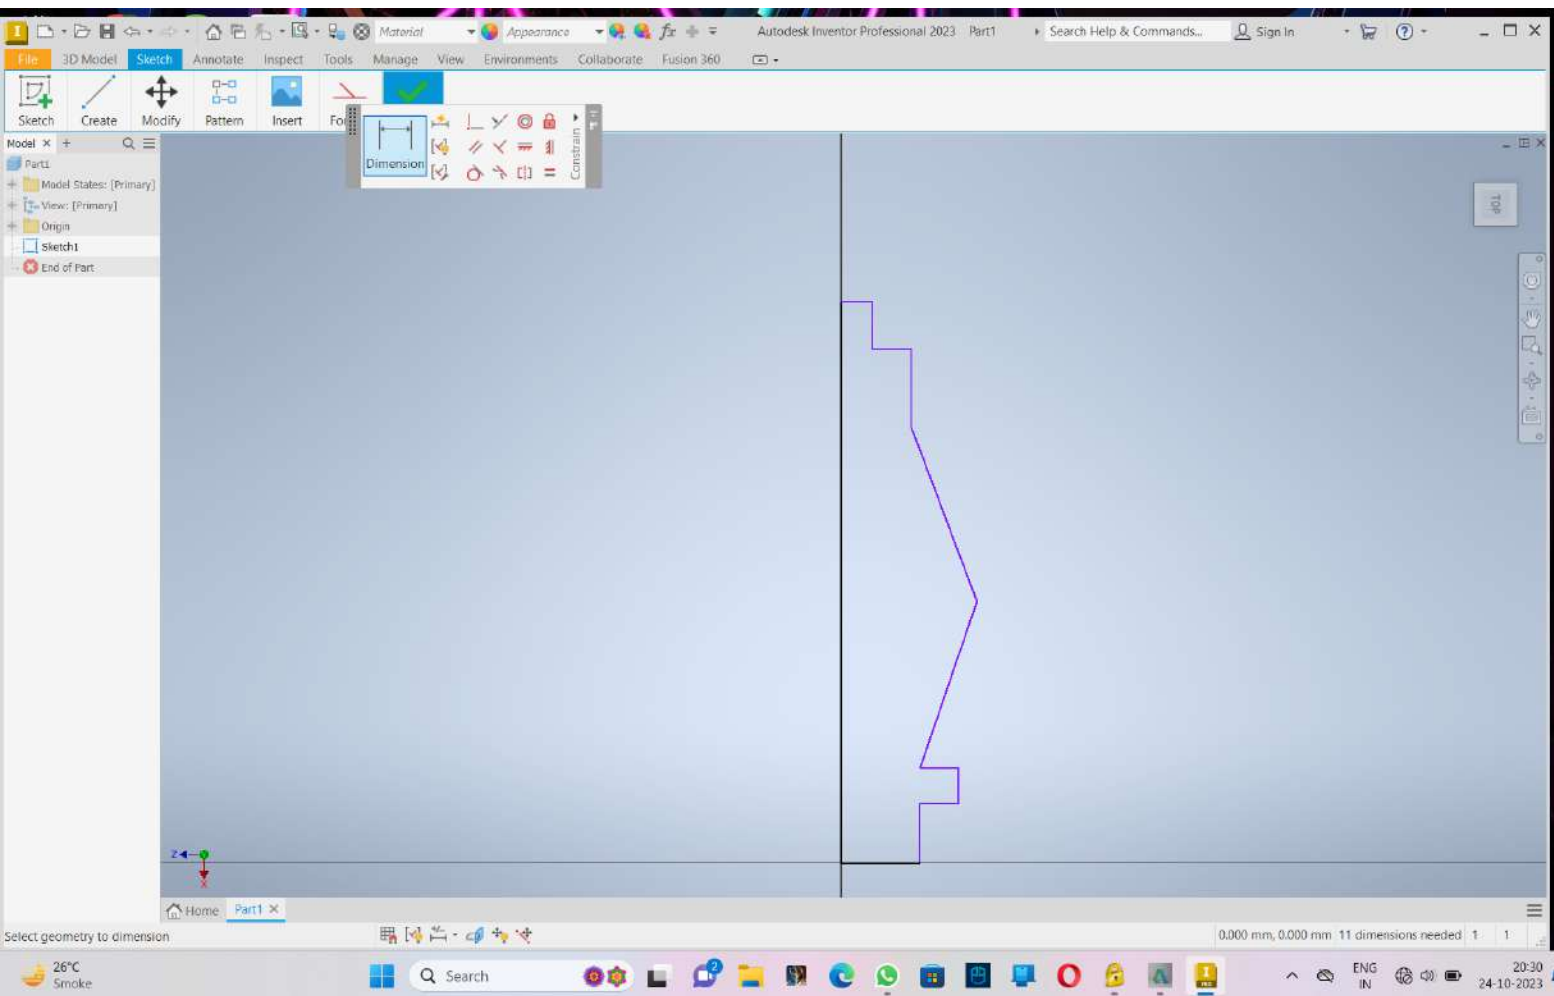 I Material Appearance fx Autodesk Inventor Professional 2023 Part1 Search Help & Commands... Sign In ?
File 3D Model Sketch Annotate Inspect Tools Manage View Environments Collaborate Fusion 360
Sketch Create Modify Pattern Insert Fo
Dimension
Constrain
Model × +
Part1
Model States: [Primary]
View: [Primary]
Origin
Sketch1
End of Part
TOP
Z
X
Home Part1 ×
Select geometry to dimension 0.000 mm, 0.000 mm 11 dimensions needed 1 1
26°C
Smoke
Search
2
ENG
IN
20:30
24-10-2023